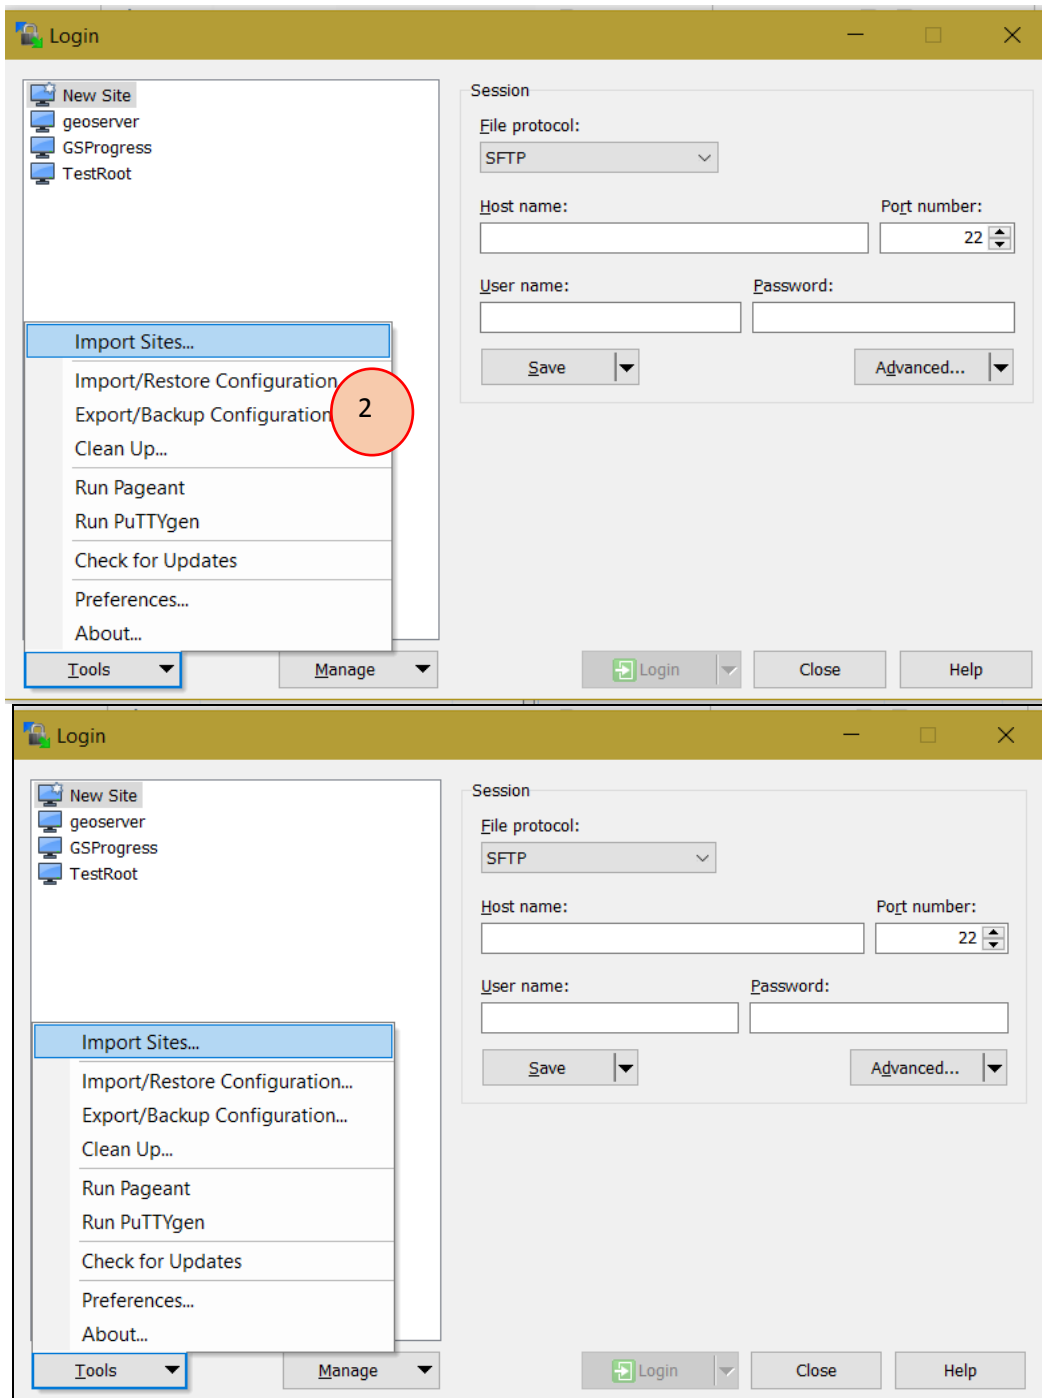 Login
New Site
geoserver
GSProgress
TestRoot
Import Sites...
Import/Restore Configuration
Export/Backup Configuration
2
Clean Up...
Run Pageant
Run PuTTYgen
Check for Updates
Preferences...
About...
Tools
Manage
Session
File protocol:
SFTP
Host name:
Port number:
22
User name:
Password:
Save
Advanced...
Login
Close
Help
Login
New Site
geoserver
GSProgress
TestRoot
Import Sites...
Import/Restore Configuration...
Export/Backup Configuration...
Clean Up...
Run Pageant
Run PuTTYgen
Check for Updates
Preferences...
About...
Tools
Manage
Session
File protocol:
SFTP
Host name:
Port number:
22
User name:
Password:
Save
Advanced...
Login
Close
Help